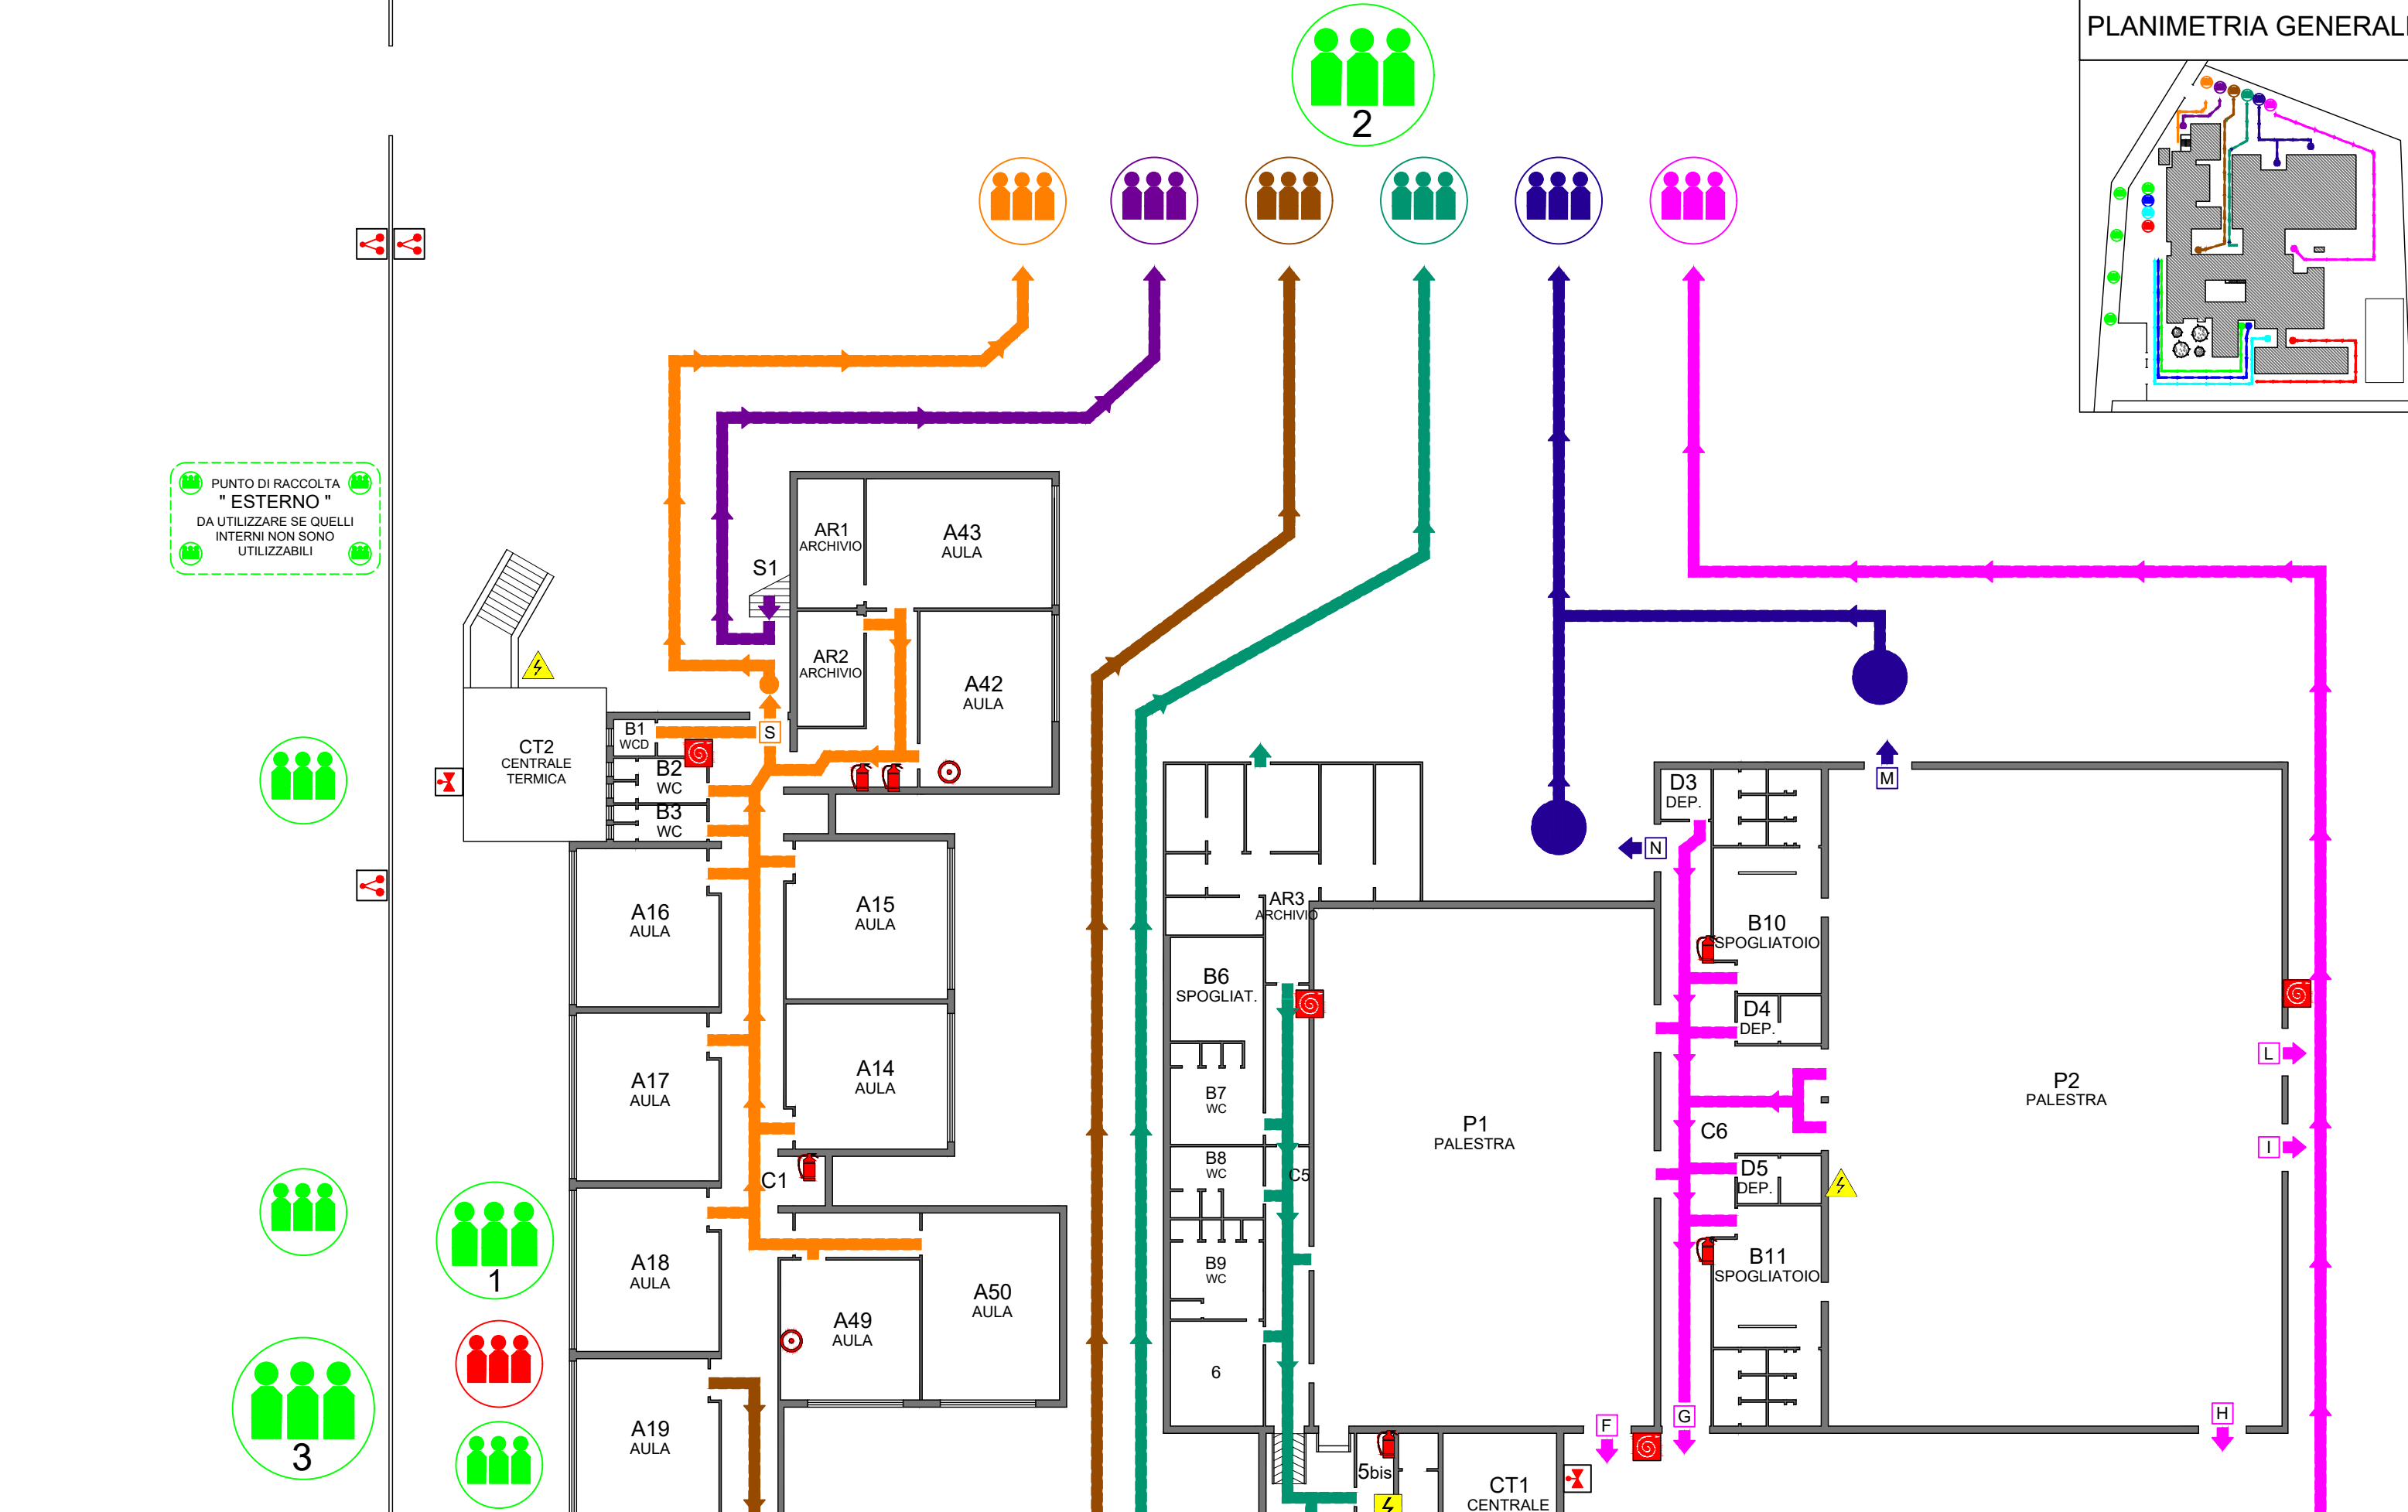 PLANIMETRIA GENERAL
2
PUNTO DI RACCOLTA
" ESTERNO "
DA UTILIZZARE SE QUELLI
INTERNI NON SONO
UTILIZZABILI
AR1
ARCHIVIO
A43
AULA
S1
AR2
ARCHIVIO
A42
AULA
S
B1
WCD
B2
WC
B3
WC
CT2
CENTRALE
TERMICA
D3
DEP.
M
N
A16
AULA
A15
AULA
AR3
ARCHIVIO
B10
SPOGLIATOIO
B6
SPOGLIAT.
D4
DEP.
L
A17
AULA
A14
AULA
B7
WC
P1
PALESTRA
P2
PALESTRA
C6
I
C1
B8
WC
C5
D5
DEP.
1
A18
AULA
B9
WC
B11
SPOGLIATOIO
A49
AULA
A50
AULA
6
3
A19
AULA
F
G
H
5bis
CT1
CENTRALE